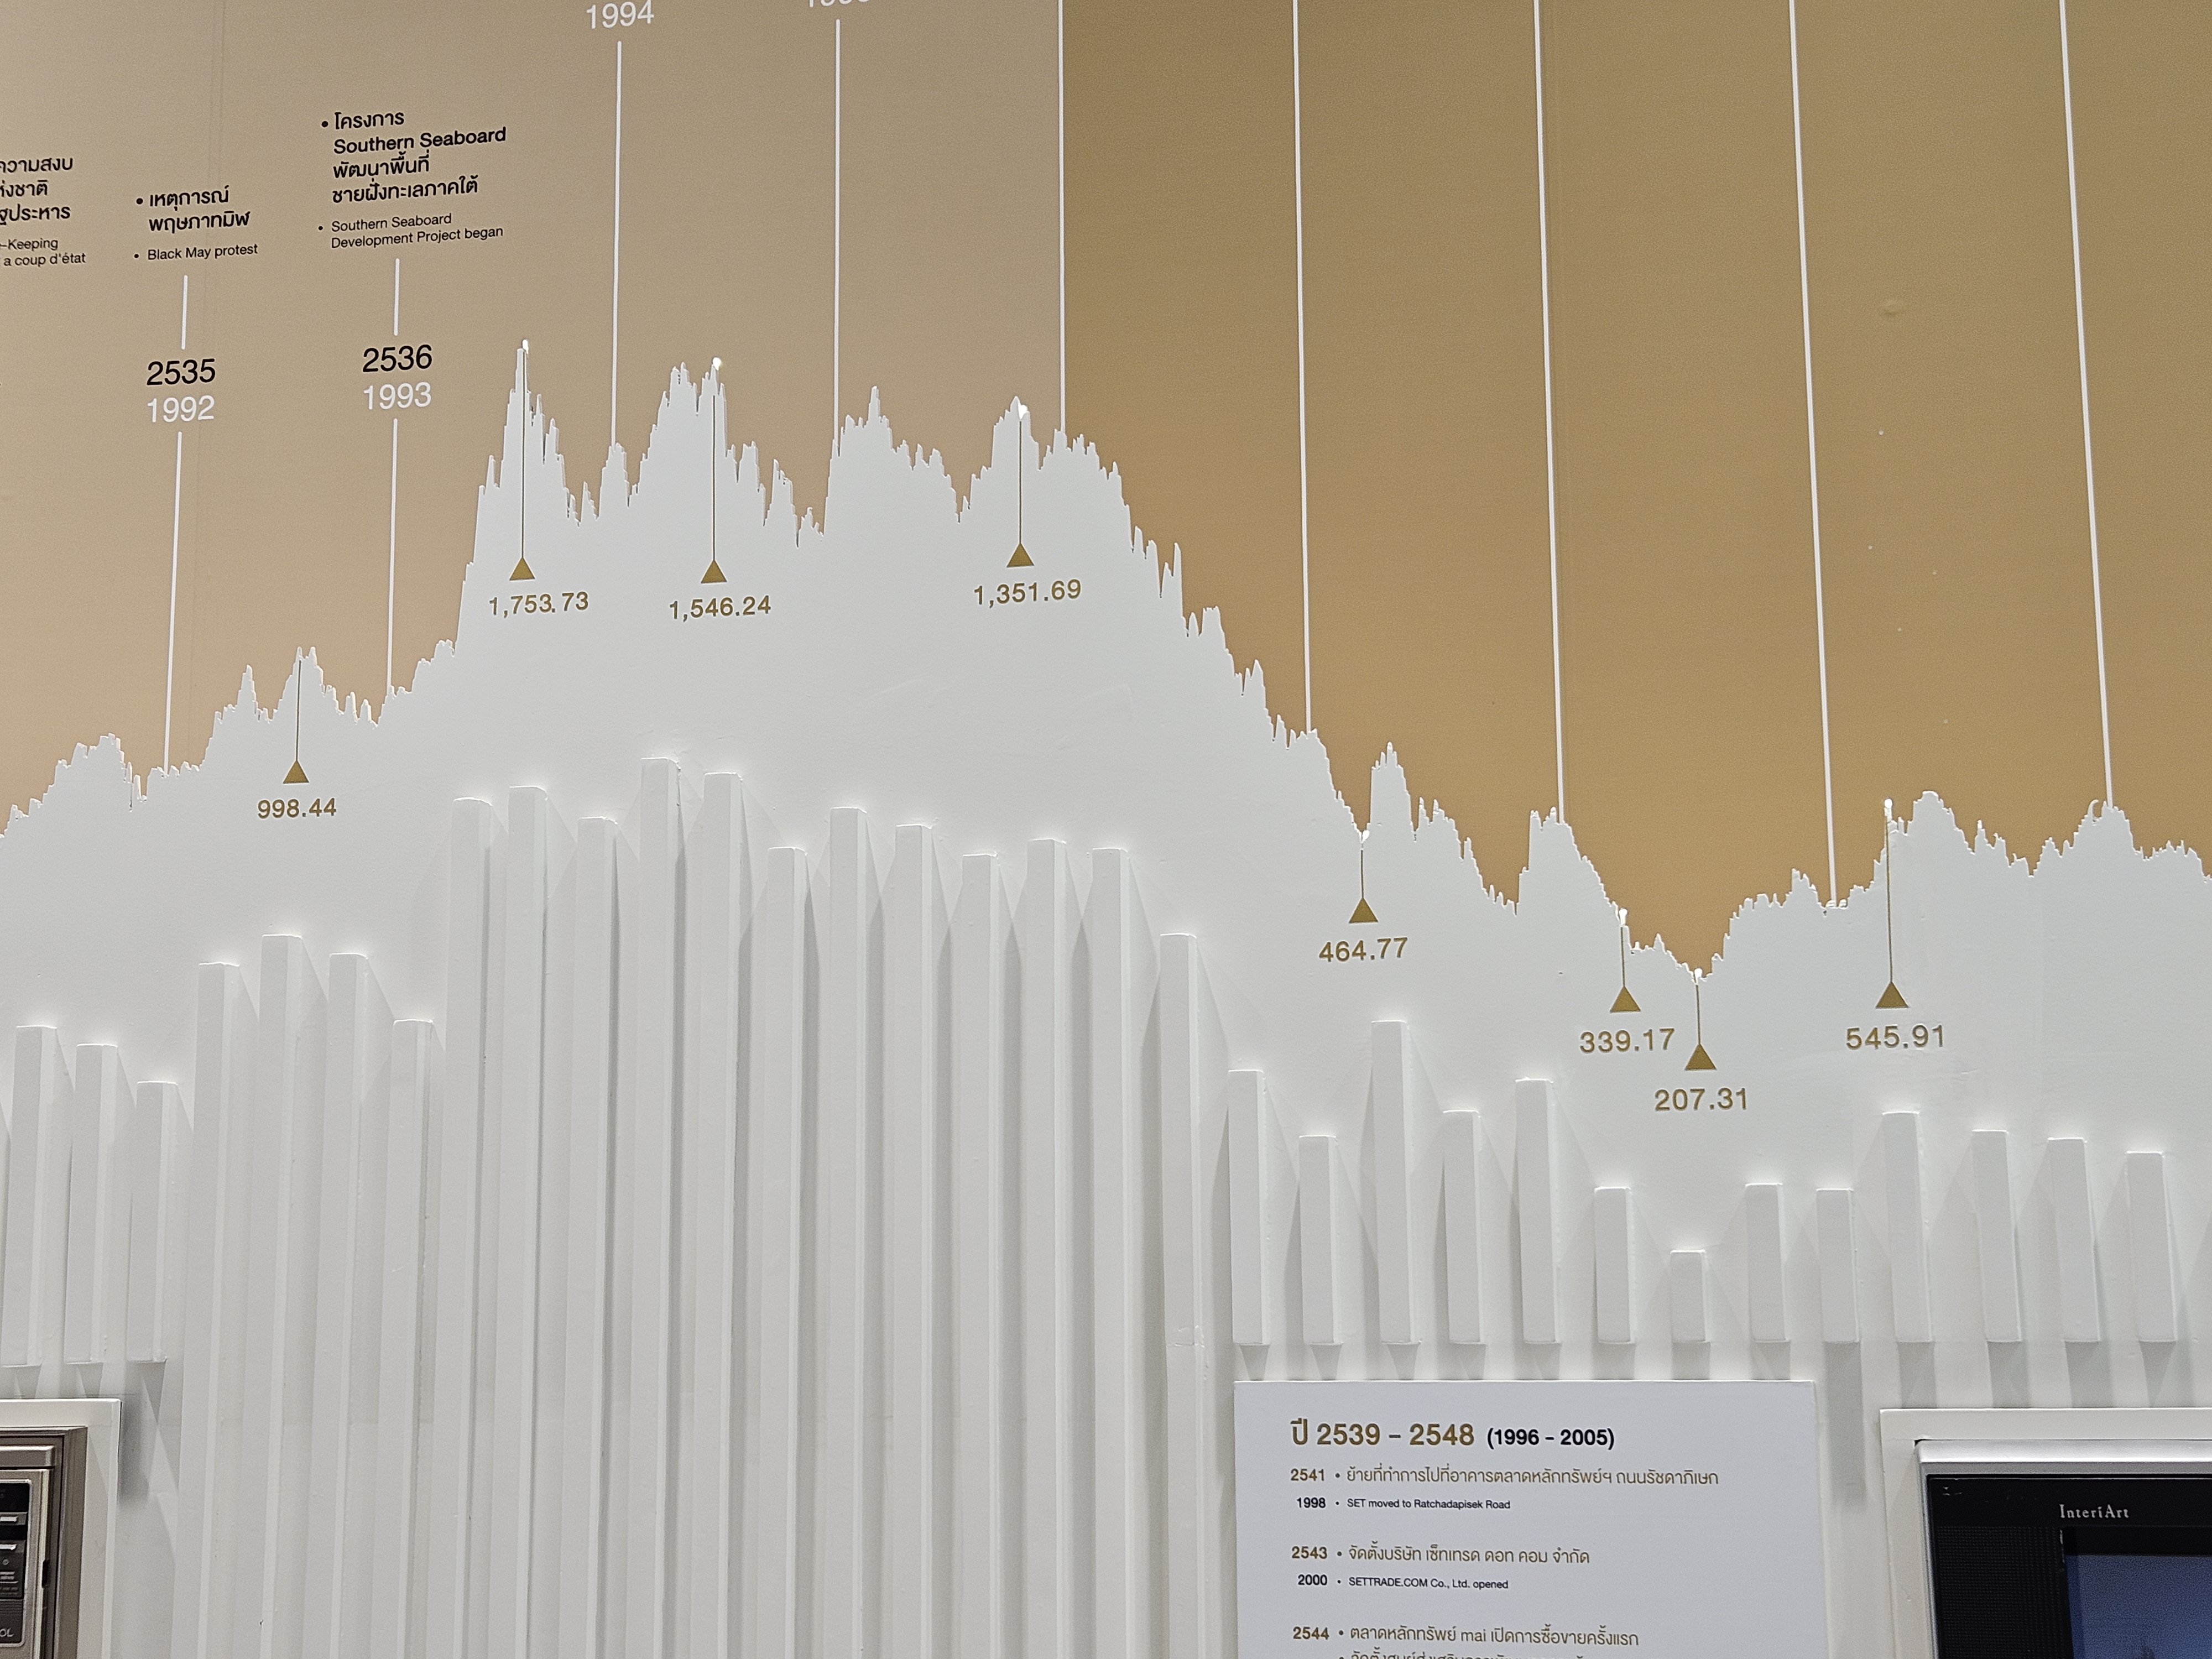 1994
ความสงบ
ห่งชาติ
ฐประหาร
-Keeping
a coup d'état
• เหตุการณ์
พฤษภาทมิฬ
• Black May protest
2535
1992
• โครงการ
Southern Seaboard
พัฒนาพื้นที่
ชายฝั่งทะเลภาคใต้
• Southern Seaboard
Development Project began
2536
1993
998.44
1,753.73
1,546.24
1,351.69
464.77
339.17
207.31
545.91
ปี 2539 - 2548 (1996 - 2005)
2541 • ย้ายที่ทำการไปที่อาคารตลาดหลักทรัพย์ฯ ถนนรัชดาภิเษก
1998 • SET moved to Ratchadapisek Road
2543 • จัดตั้งบริษัท เซ็ทเทรด ดอท คอม จำกัด
2000 • SETTRADE.COM Co., Ltd. opened
2544 • ตลาดหลักทรัพย์ mai เปิดการซื้อขายครั้งแรก
InteriArt